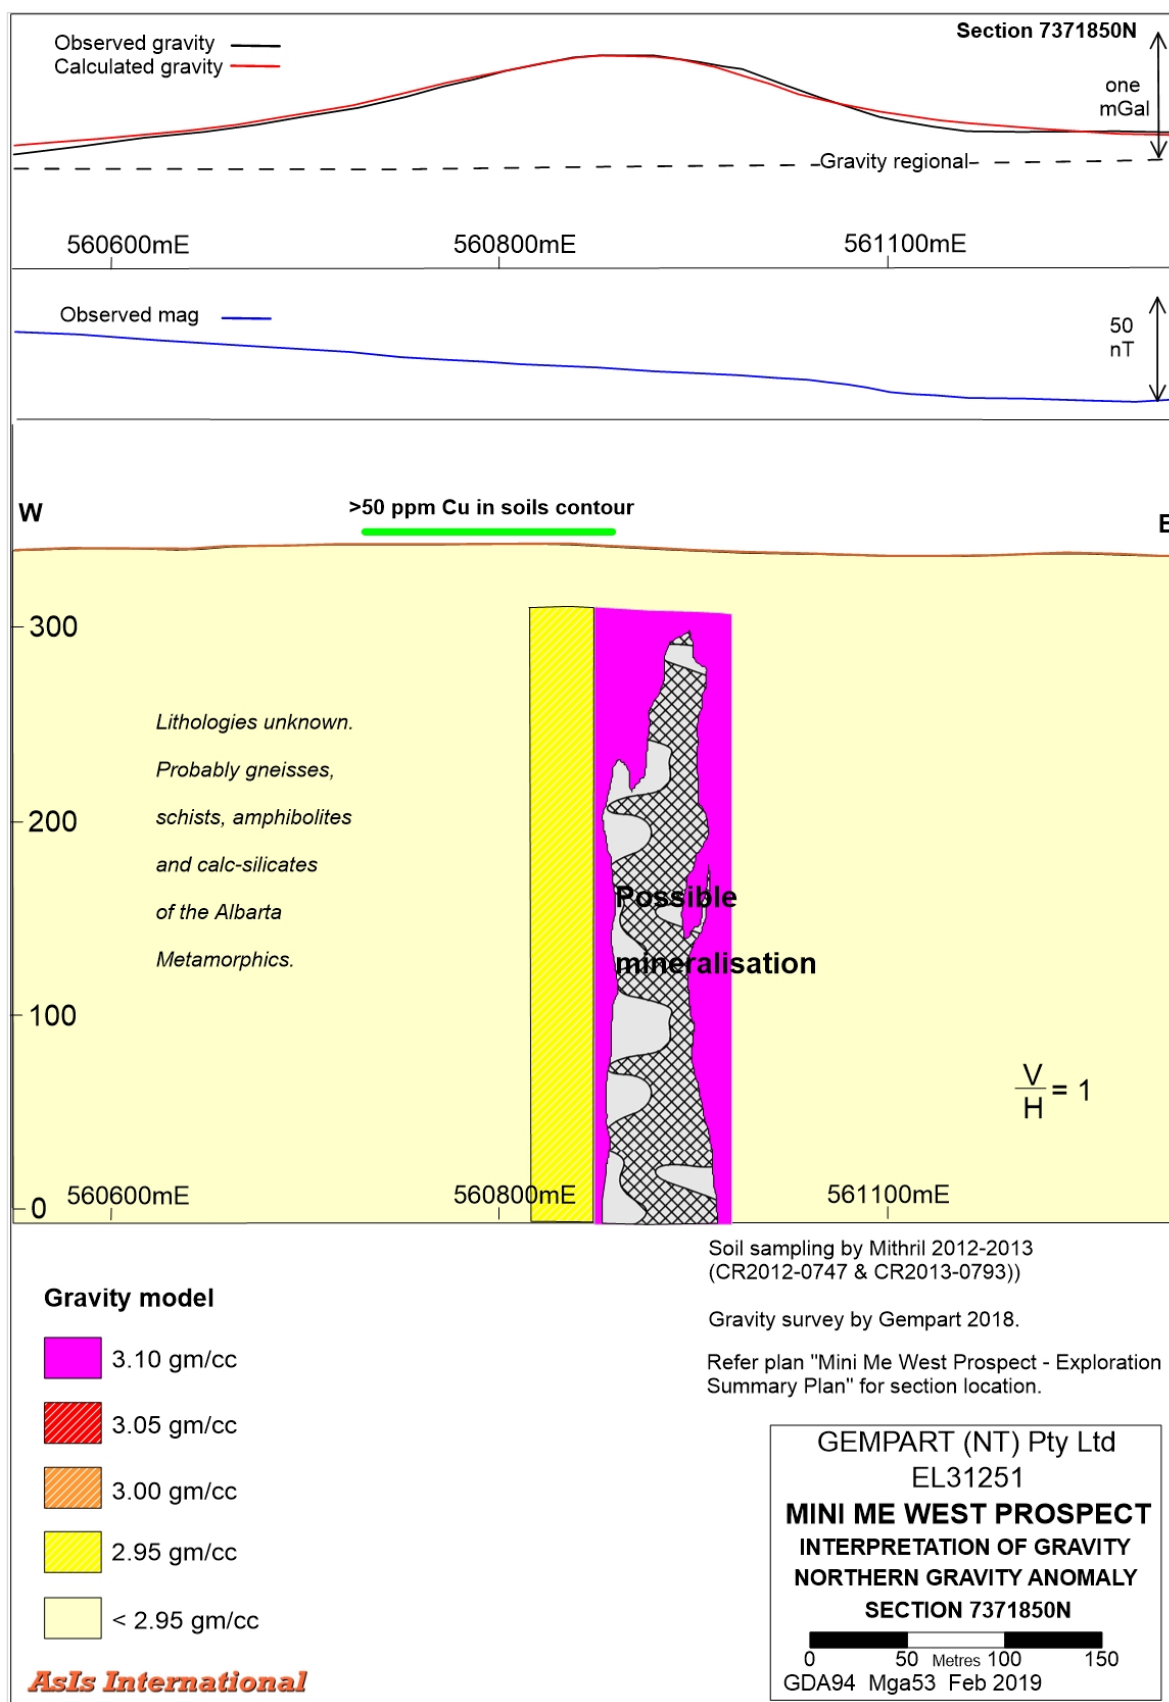 Section 7371850N
Observed gravity
Calculated gravity
one
mGal
Gravity regional
560600mE 560800mE 561100mE
Observed mag
50
nT
>50 ppm Cu in soils contour
W
E
300
Lithologies unknown.
Probably gneisses,
200
schists, amphibolites
and calc-silicates
of the Albarta
Metamorphics.
Possible
mineralisation
100
V
H = 1
0
560600mE 560800mE 561100mE
Soil sampling by Mithril 2012-2013
(CR2012-0747 & CR2013-0793))
Gravity survey by Gempart 2018.
Refer plan "Mini Me West Prospect - Exploration
Summary Plan" for section location.
Gravity model
3.10 gm/cc
3.05 gm/cc
3.00 gm/cc
2.95 gm/cc
< 2.95 gm/cc
AsIs International
GEMPART (NT) Pty Ltd
EL31251
MINI ME WEST PROSPECT
INTERPRETATION OF GRAVITY
NORTHERN GRAVITY ANOMALY
SECTION 7371850N
0 50 Metres 100 150
GDA94 Mga53 Feb 2019